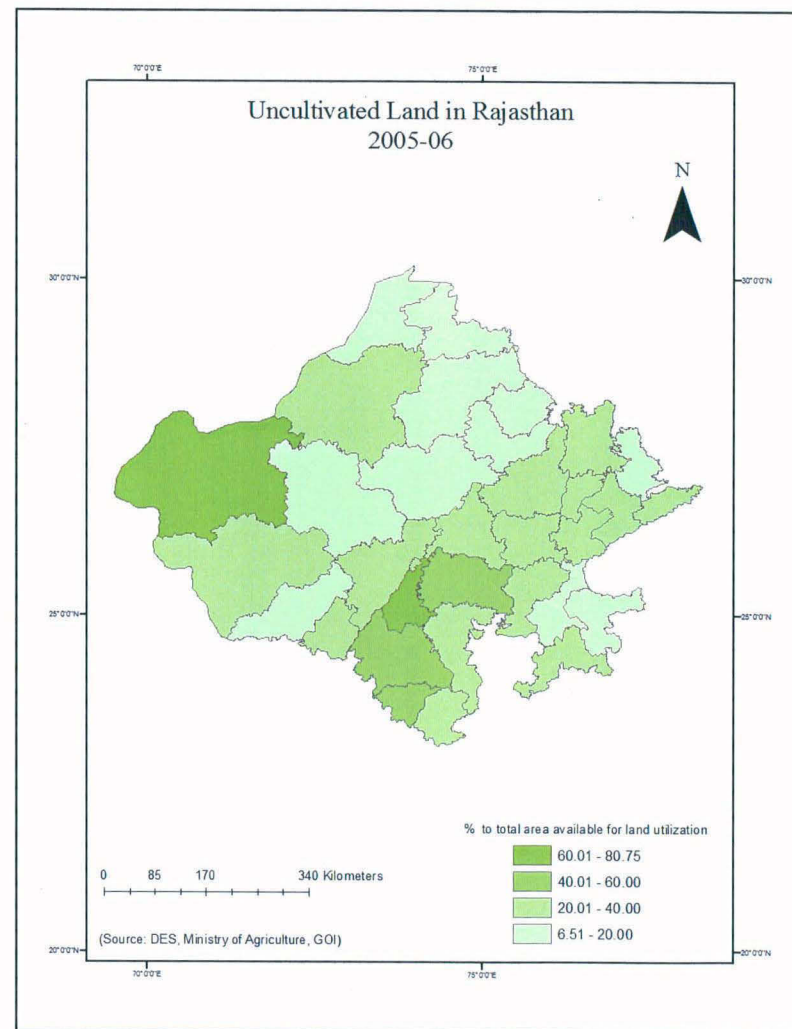 70°0'0"E 75°0'0"E
Uncultivated Land in Rajasthan
2005-06
N
30°0'0"N 30°0'0"N
25°0'0"N 25°0'0"N
% to total area available for land utilization
60.01 - 80.75
40.01 - 60.00
20.01 - 40.00
6.51 - 20.00
0 85 170 340 Kilometers
(Source: DES, Ministry of Agriculture, GOI)
20°0'0"N 20°0'0"N
70°0'0"E 75°0'0"E